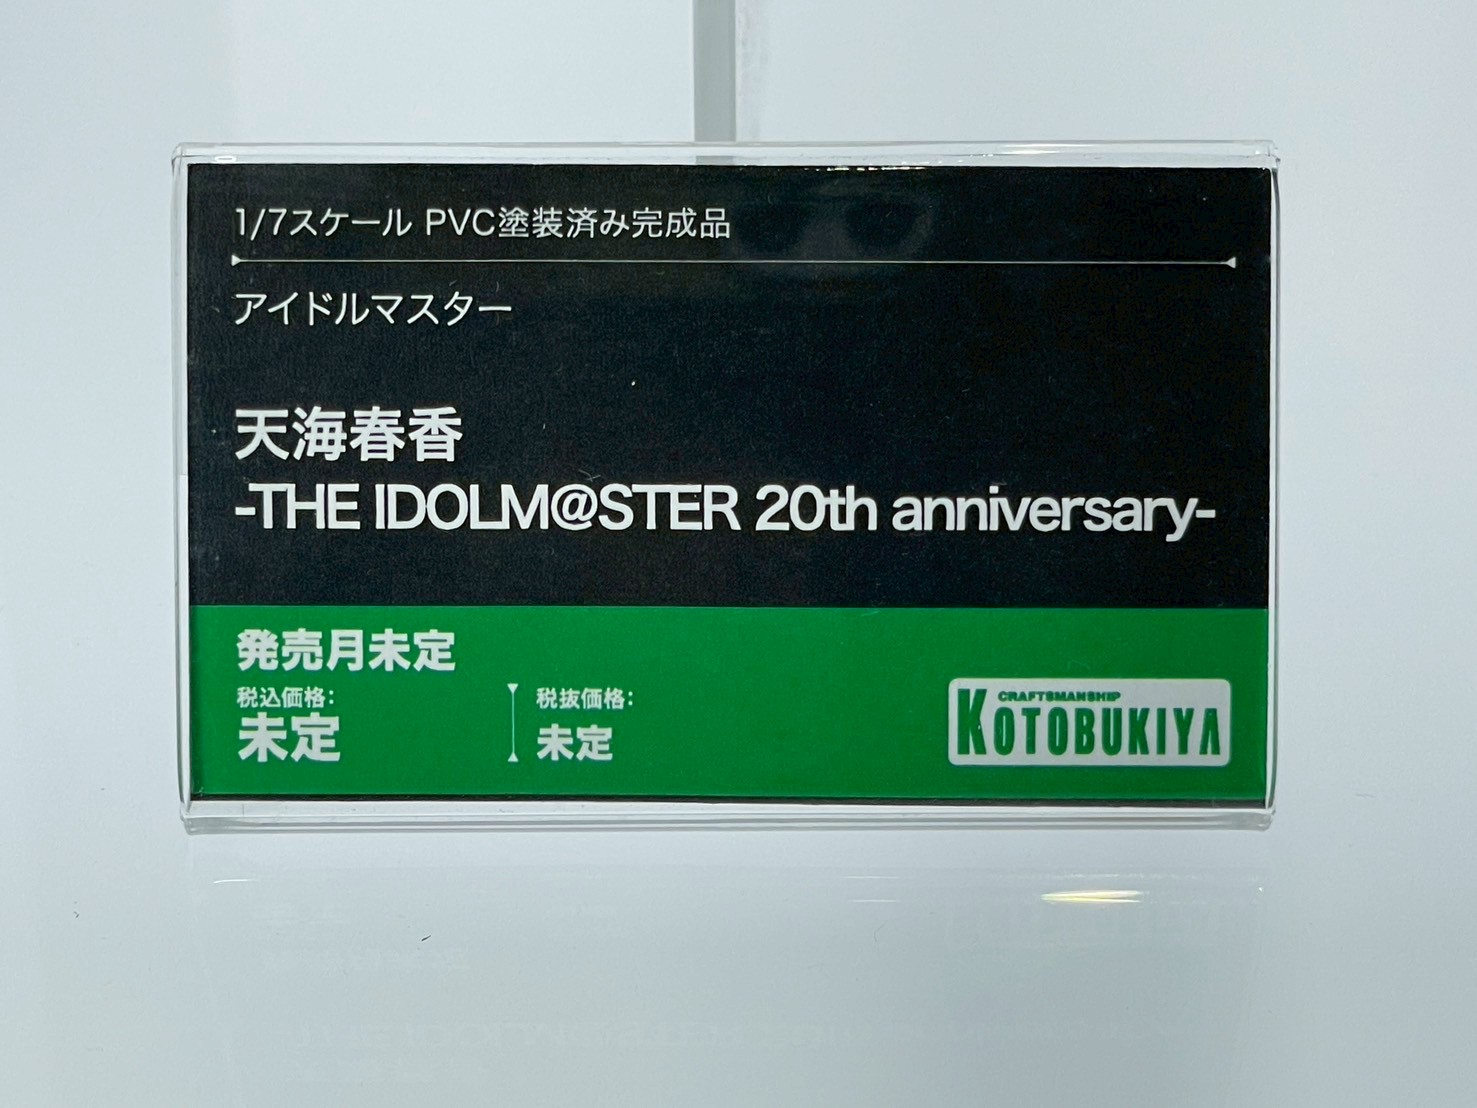 1/7スケール PVC塗装済み完成品
アイドルマスター
天海春香
-THE IDOLM@STER 20th anniversary-
発売月未定
税込価格:
未定
税抜価格:
未定
CRAFTSMANSHIP
KOTOBUKIYA